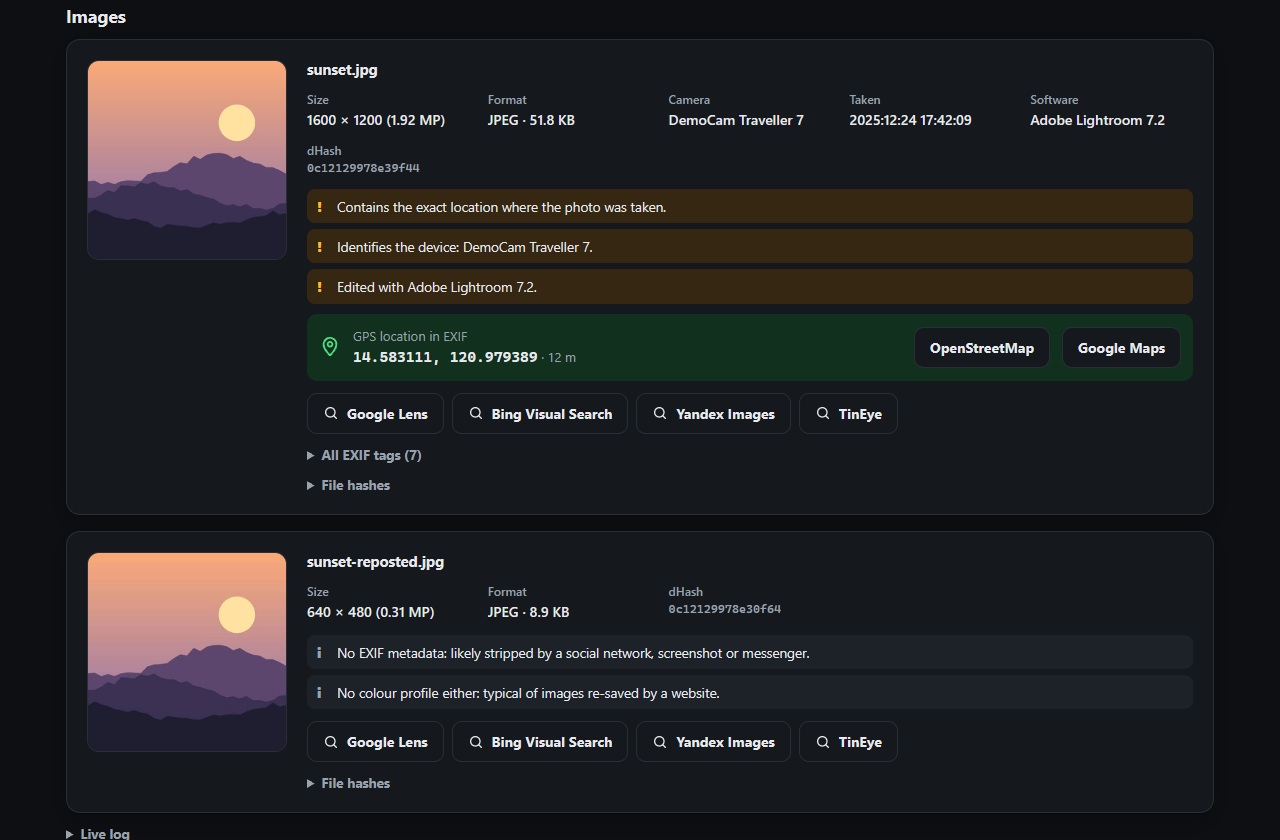 Images
sunset.jpg
Size Format Camera Taken Software
1600 × 1200 (1.92 MP) JPEG · 51.8 KB DemoCam Traveller 7 2025:12:24 17:42:09 Adobe Lightroom 7.2
dHash
0c12129978e39f44
! Contains the exact location where the photo was taken.
! Identifies the device: DemoCam Traveller 7.
! Edited with Adobe Lightroom 7.2.
GPS location in EXIF
14.583111, 120.979389 · 12 m OpenStreetMap Google Maps
Google Lens Bing Visual Search Yandex Images TinEye
All EXIF tags (7)
File hashes
sunset-reposted.jpg
Size Format dHash
640 × 480 (0.31 MP) JPEG · 8.9 KB 0c12129978e30f64
i No EXIF metadata: likely stripped by a social network, screenshot or messenger.
i No colour profile either: typical of images re-saved by a website.
Google Lens Bing Visual Search Yandex Images TinEye
File hashes
Live log